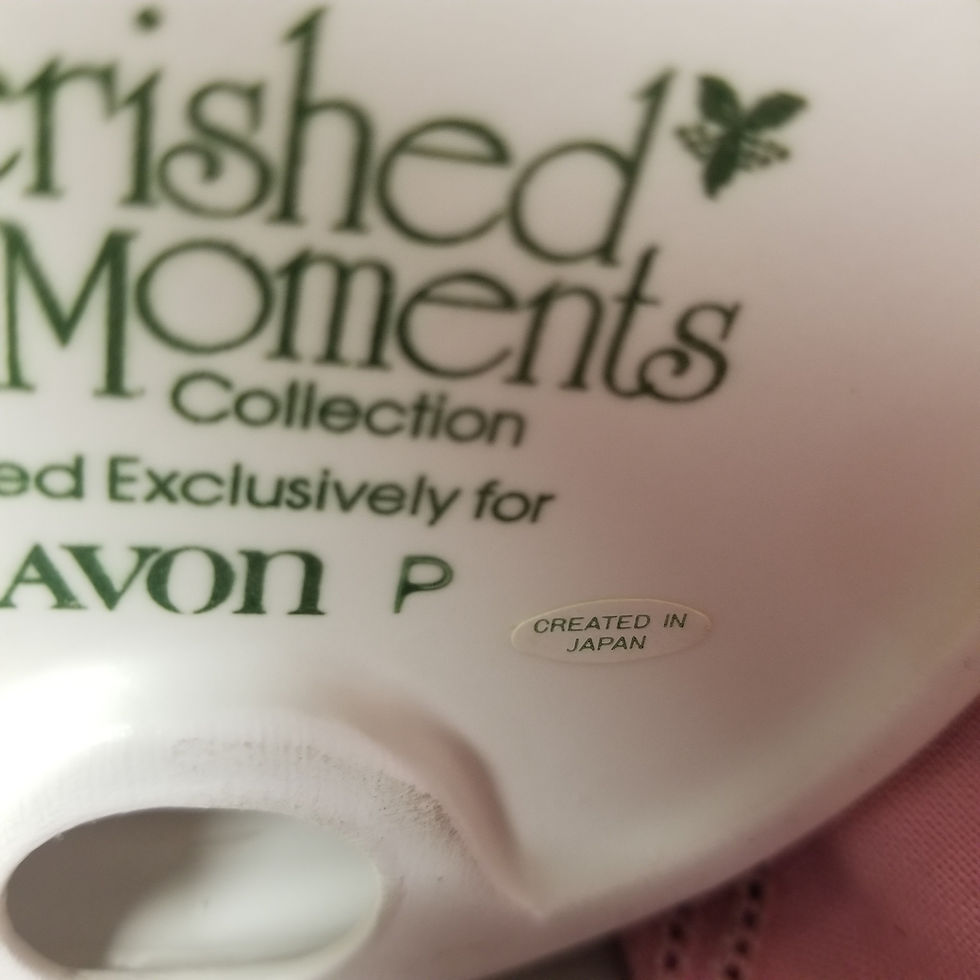 erished
Moments
Collection
ed Exclusively for
AVON P
CREATED IN
JAPAN